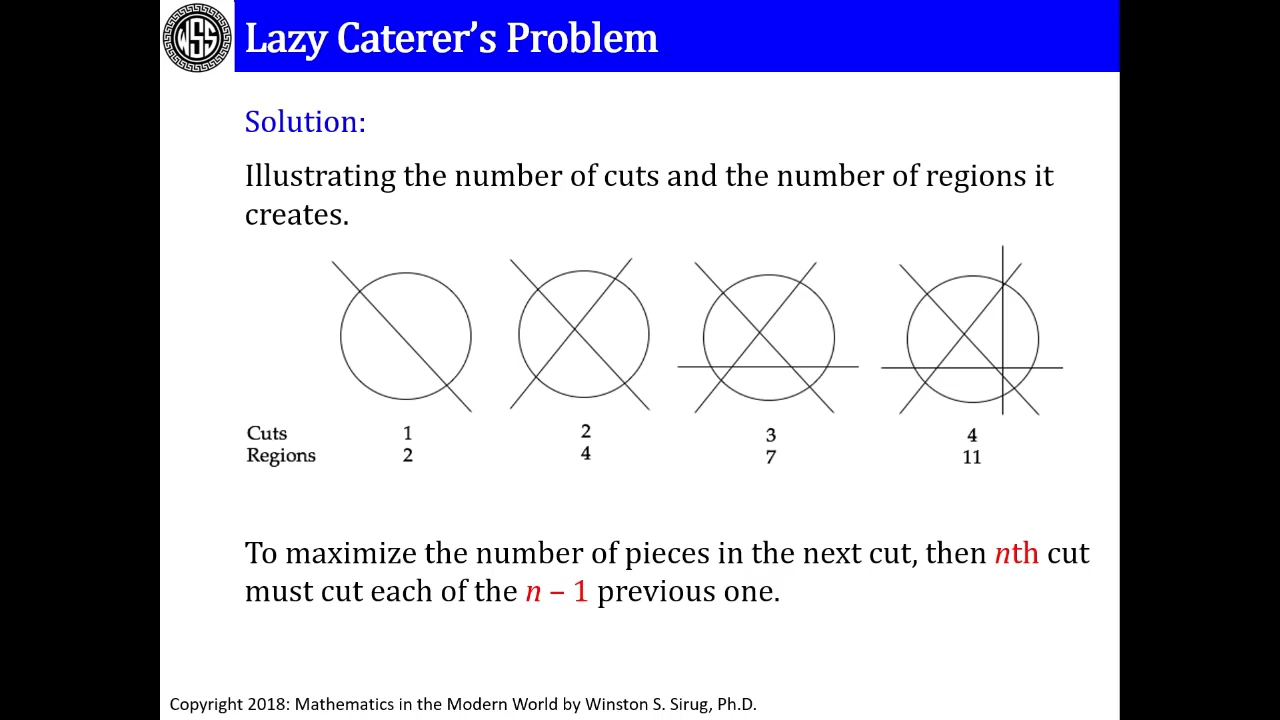 WSS
Lazy Caterer's Problem
Solution:
Illustrating the number of cuts and the number of regions it
creates.
Cuts 1 2 3 4
Regions 2 4 7 11
To maximize the number of pieces in the next cut, then nth cut
must cut each of the n – 1 previous one.
Copyright 2018: Mathematics in the Modern World by Winston S. Sirug, Ph.D.